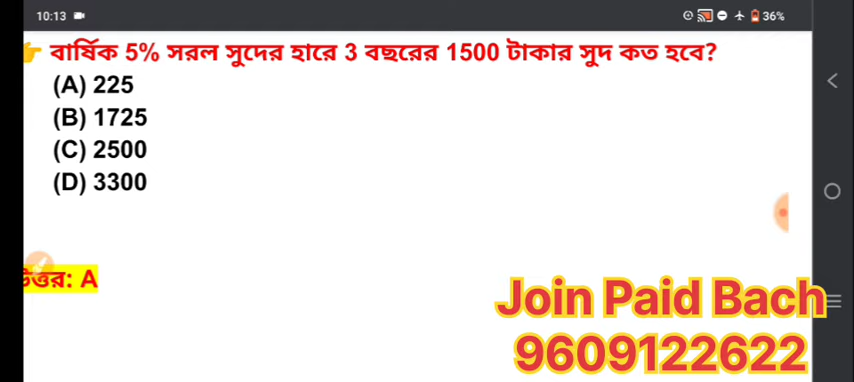 10:13
36%
বার্ষিক 5% সরল সুদের হারে 3 বছরের 1500 টাকার সুদ কত হবে?
(A) 225
(B) 1725
(C) 2500
(D) 3300
উত্তর: A
Join Paid Bach
9609122622